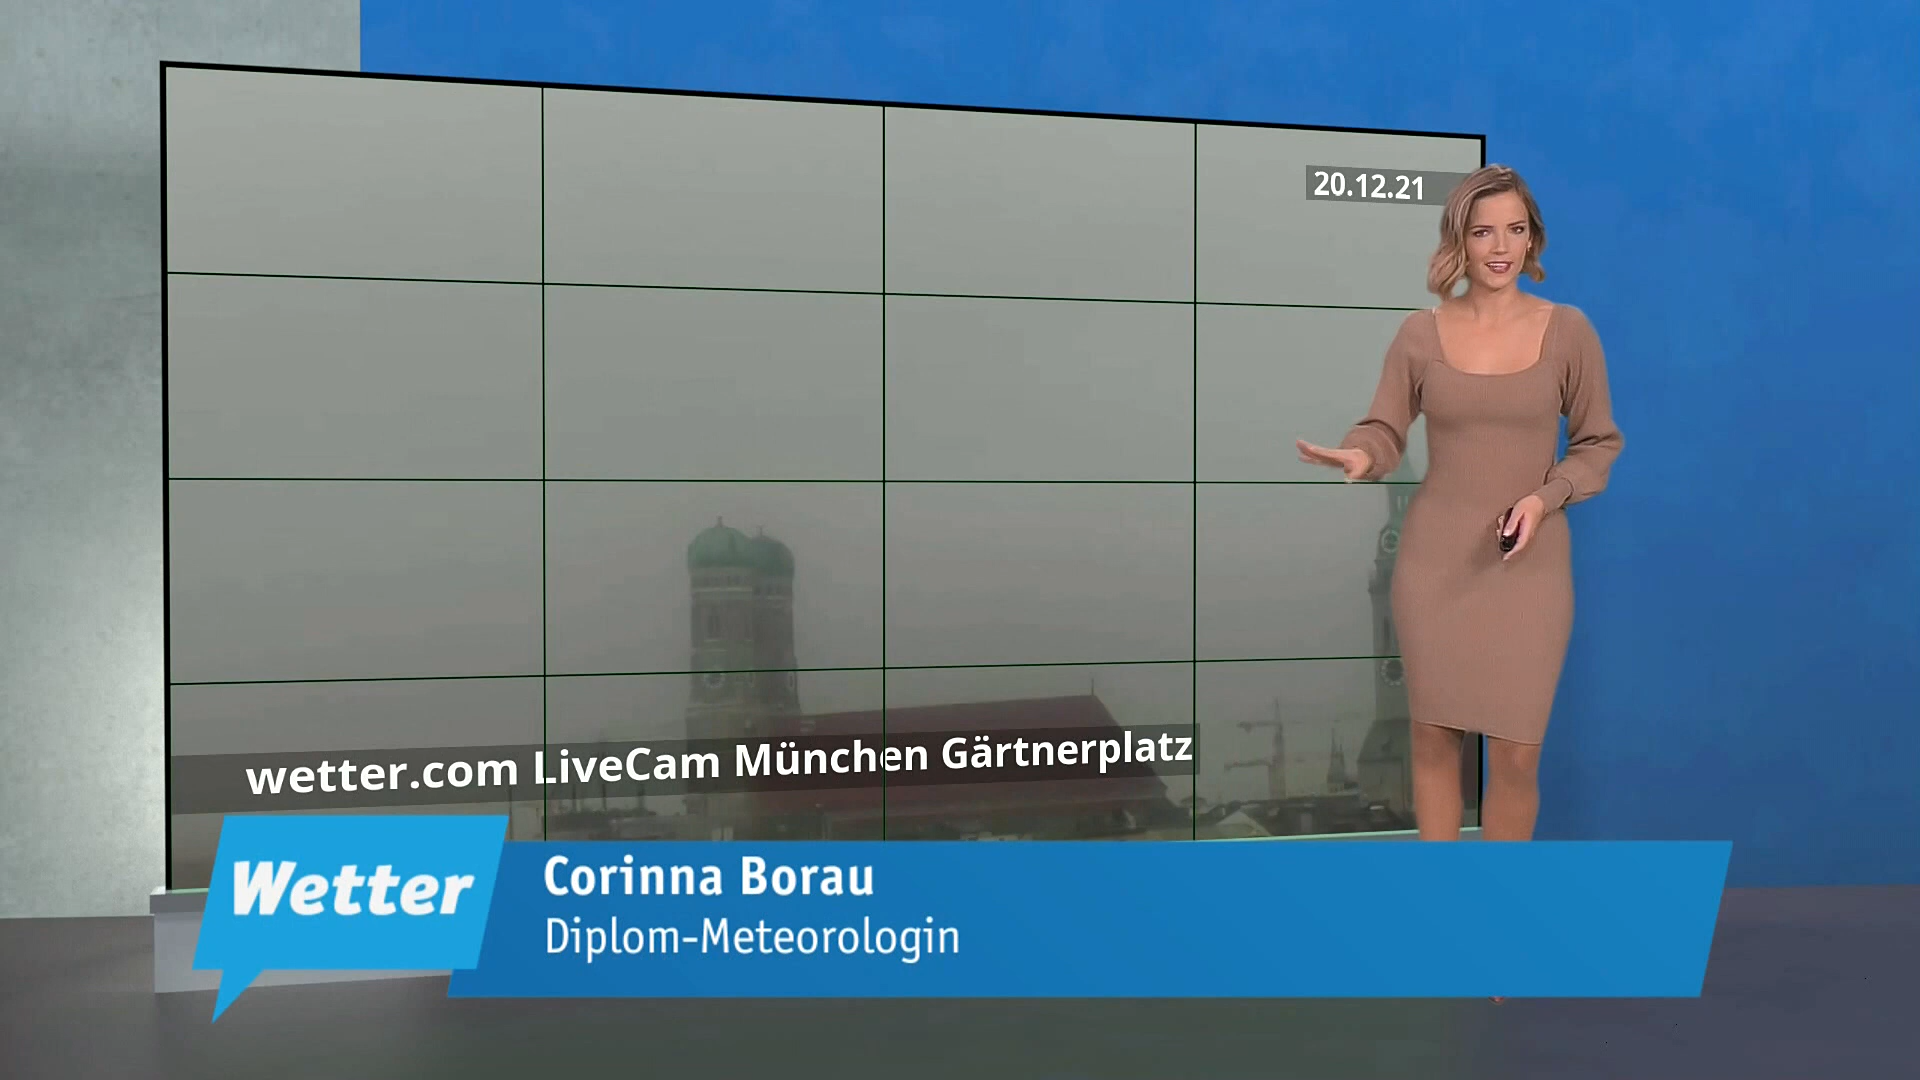 20.12.21
wetter.com LiveCam München Gärtnerplatz
Wetter
Corinna Borau
Diplom-Meteorologin